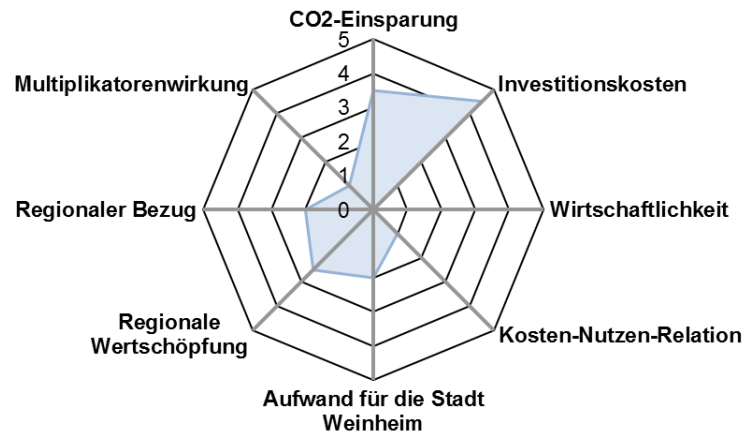 CO2-Einsparung
5
4
3
2
1
0
Multiplikatorenwirkung
Investitionskosten
Regionaler Bezug
Wirtschaftlichkeit
Regionale
Wertschöpfung
Kosten-Nutzen-Relation
Aufwand für die Stadt
Weinheim